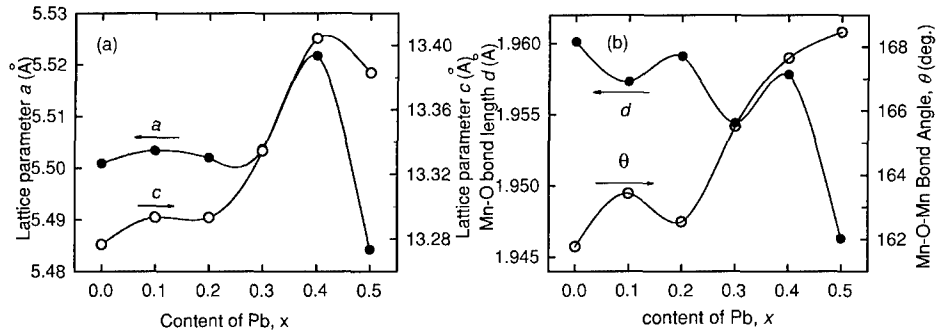 (a)
Lattice parameter a (Å)
5.53
5.52
5.51
5.50
5.49
5.48
a
c
0.0 0.1 0.2 0.3 0.4 0.5
Content of Pb, x
13.40
13.36
13.32
13.28
Lattice parameter c (Å)
(b)
Mn-O bond length d (Å)
1.960
1.955
1.950
1.945
d
θ
0.0 0.1 0.2 0.3 0.4 0.5
content of Pb, x
168
166
164
162
Mn-O-Mn Bond Angle, θ (deg.)